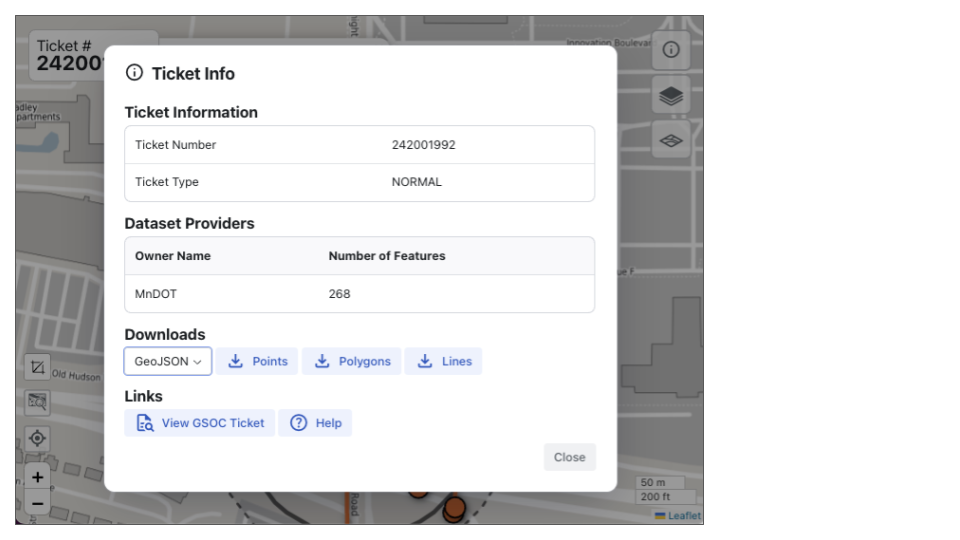 Ticket #
24200
Innovation Boulevar
adley
partments
Ticket Info
Ticket Information
Ticket Number 242001992
Ticket Type NORMAL
Dataset Providers
Owner Name Number of Features
MnDOT 268
Downloads
GeoJSON Points Polygons Lines
Links
View GSOC Ticket Help
Close
ue F
Old Hudson
+
−
Road
50 m
200 ft
Leaflet